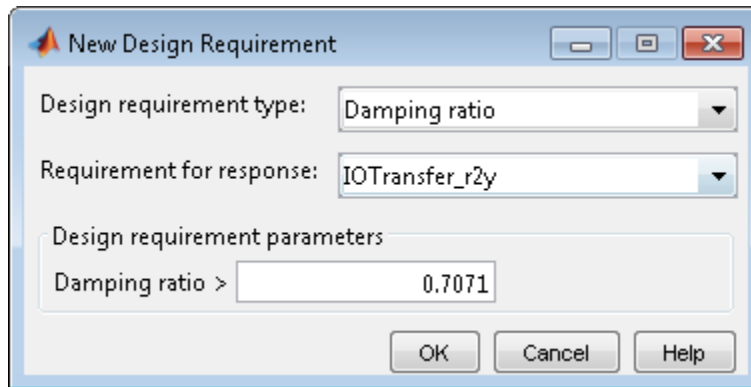 New Design Requirement
Design requirement type: Damping ratio
Requirement for response: IOTransfer_r2y
Design requirement parameters
Damping ratio > 0.7071
OK Cancel Help